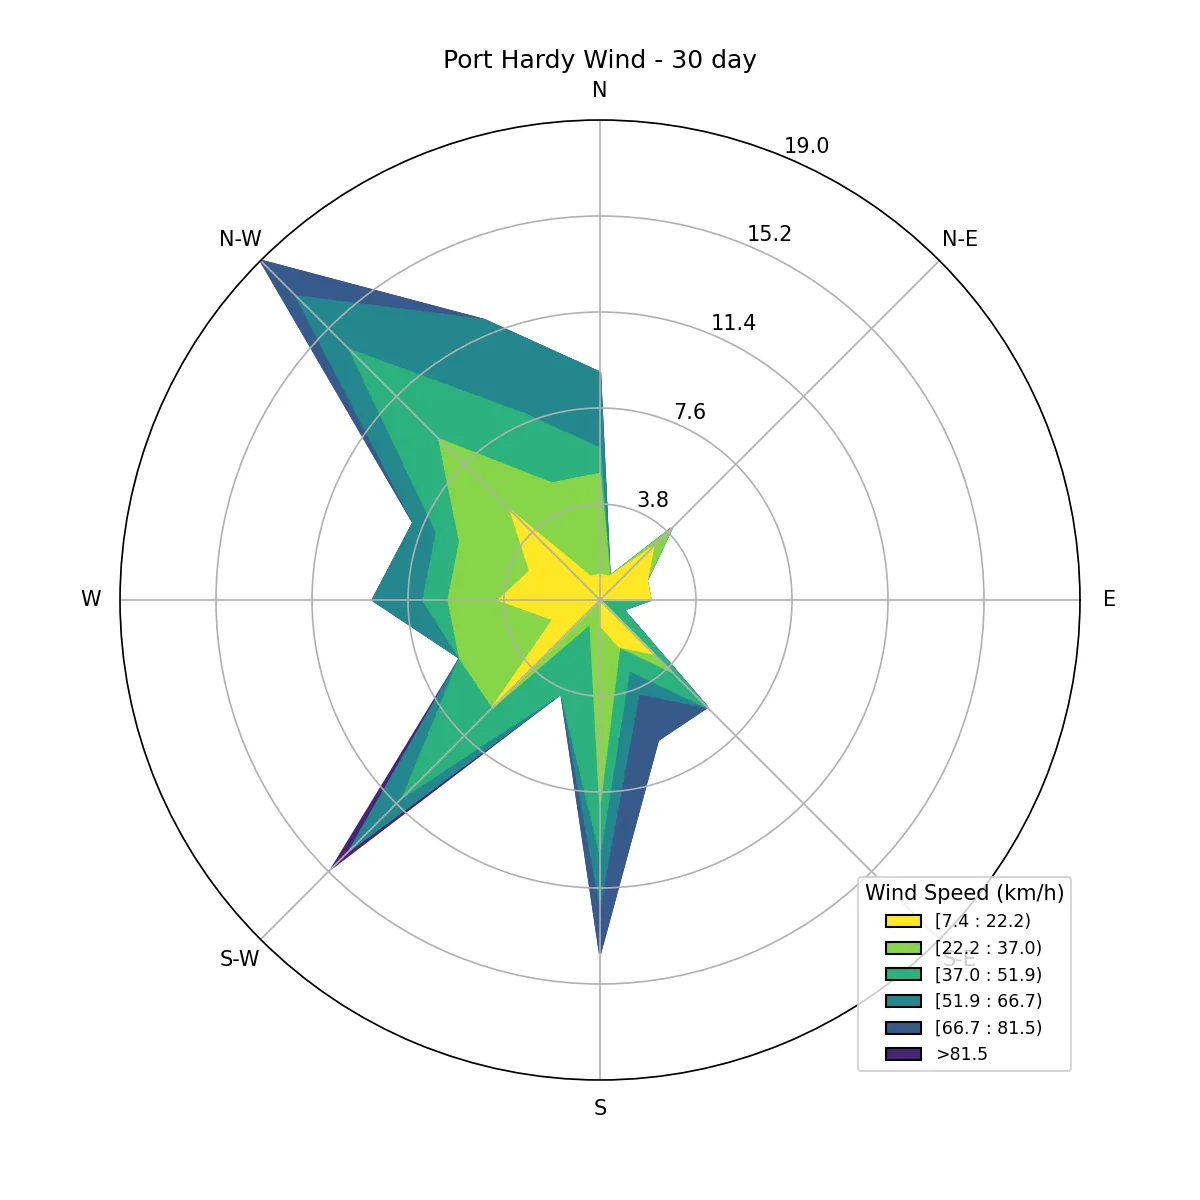 Port Hardy Wind - 30 day
N
19.0
15.2
N-W
N-E
11.4
7.6
3.8
W
E
Wind Speed (km/h)
[7.4 : 22.2)
[22.2 : 37.0)
S-W
S-E
[37.0 : 51.9)
[51.9 : 66.7)
[66.7 : 81.5)
>81.5
S